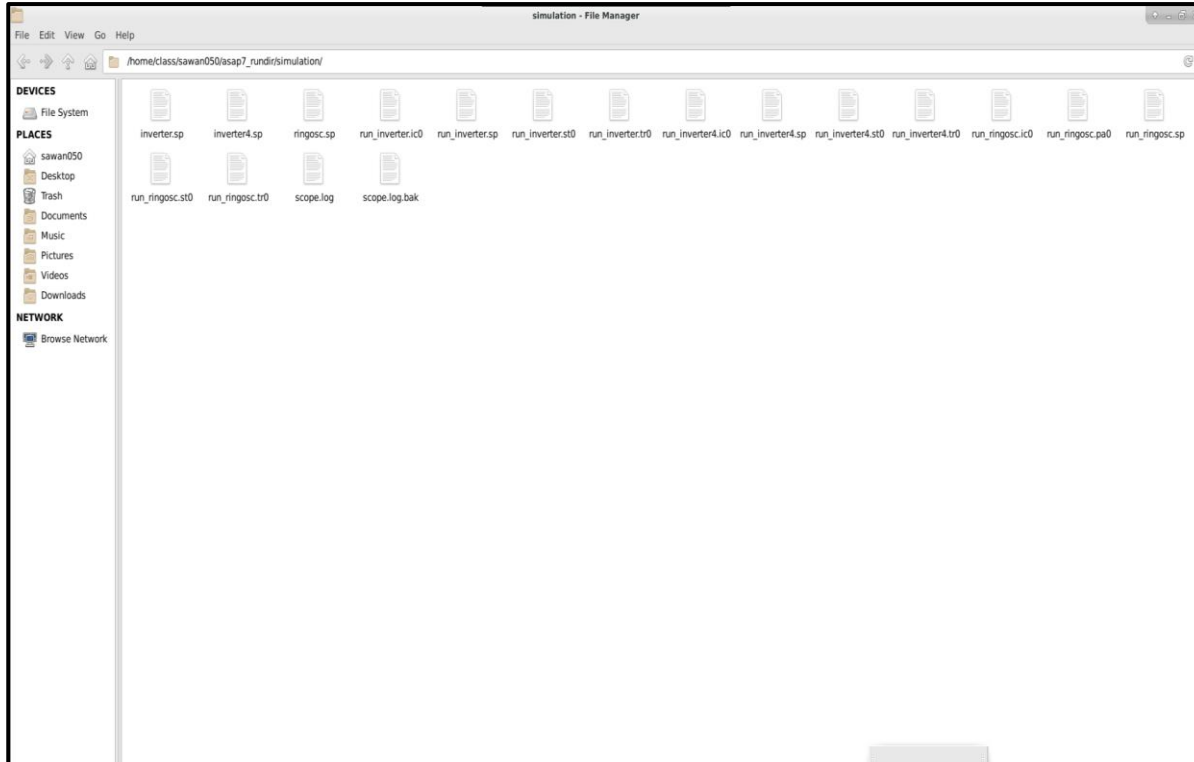 simulation - File Manager
File Edit View Go Help
/home/class/sawan050/asap7_rundir/simulation/
DEVICES
File System
PLACES
sawan050
Desktop
Trash
Documents
Music
Pictures
Videos
Downloads
NETWORK
Browse Network
inverter.sp inverter4.sp ringosc.sp run_inverter.ic0 run_inverter.sp run_inverter.st0 run_inverter.tr0 run_inverter4.ic0 run_inverter4.sp run_inverter4.st0 run_inverter4.tr0 run_ringosc.ic0 run_ringosc.pa0 run_ringosc.sp
run_ringosc.st0 run_ringosc.tr0 scope.log scope.log.bak